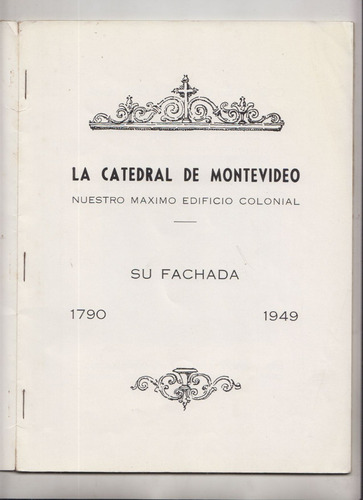 LA CATEDRAL DE MONTEVIDEO
NUESTRO MAXIMO EDIFICIO COLONIAL
SU FACHADA
1790 1949